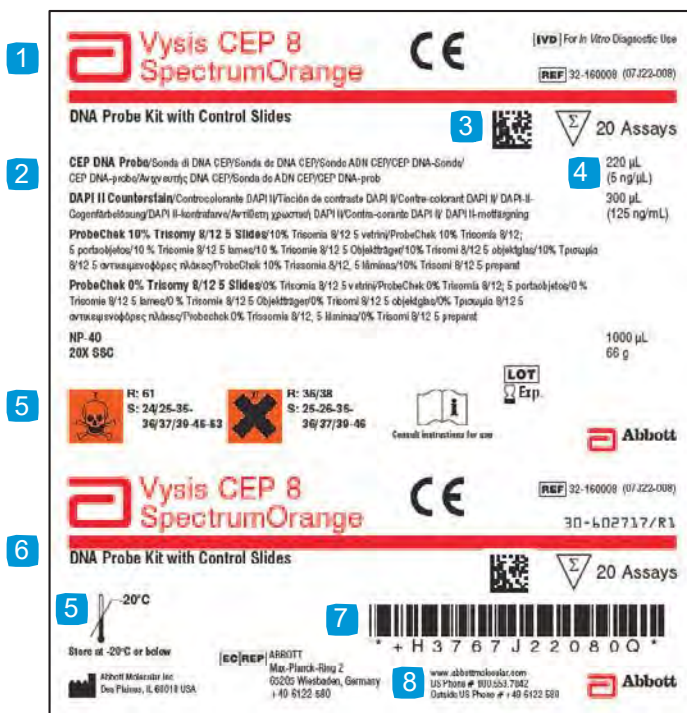 1
Vysis CEP 8
SpectrumOrange
CE
IVD For In Vitro Diagnostic Use
REF 32-160008 (07J22-008)
DNA Probe Kit with Control Slides
3
Σ 20 Assays
2
4
CEP DNA Probe/Sonda di DNA CEP/Sonda de DNA CEP/Sonde ADN CEP/CEP DNA-Sonde/
220 µL
CEP DNA-probe/Ανιχνευτής DNA CEP/Sonda de ADN CEP/CEP DNA-prob
(5 ng/µL)
DAPI II Counterstain/Controcolorante DAPI II/Tinción de contraste DAPI II/Contre-colorant DAPI II/ DAPI-II-
300 µL
Gegenfärbelösung/DAPI II-kontrafarve/Αντίθετη χρωστική DAPI II/Contra-corante DAPI II/ DAPI II-motfärgning
(125 ng/mL)
ProbeChek 10% Trisomy 8/12 5 Slides/10% Trisomia 8/12 5 vetrini/ProbeChek 10% Trisomía 8/12;
5 portaobjetos/10 % Trisomie 8/12 5 lames/10 % Trisomie 8/12 5 Objektträger/10% Trisomi 8/12 5 objektglas/10% Τρισωμία
8/12 5 αντικειμενοφόρες πλάκες/ProbeChek 10% Trissomia 8/12, 5 lâminas/10% Trisomi 8/12 5 preparat
ProbeChek 0% Trisomy 8/12 5 Slides/0% Trisomia 8/12 5 vetrini/ProbeChek 0% Trisomía 8/12; 5 portaobjetos/0 %
Trisomie 8/12 5 lames/0 % Trisomie 8/12 5 Objektträger/0% Trisomi 8/12 5 objektglas/0% Τρισωμία 8/12 5
αντικειμενοφόρες πλάκες/Probechek 0% Trissomia 8/12, 5 lâminas/0% Trisomi 8/12 5 preparat
NP-40
1000 µL
20X SSC
66 g
5
R: 61
S: 24/25-35-
36/37/39-45-53
R: 36/38
S: 25-26-35-
36/37/39-46
i
Consult instructions for use
LOT
Exp.
Abbott
Vysis CEP 8
SpectrumOrange
CE
REF 32-160008 (07J22-008)
30-602717/R1
6
DNA Probe Kit with Control Slides
Σ 20 Assays
5
-20°C
Store at -20°C or below
7
*+H3767J22080Q*
Abbott Molecular Inc.
Des Plaines, IL 60018 USA
EC REP ABBOTT
Max-Planck-Ring 2
65205 Wiesbaden, Germany
+49 6122 580
8
www.abbottmolecular.com
US Phone # 800.553.7042
Outside US Phone # +49 6122 580
Abbott